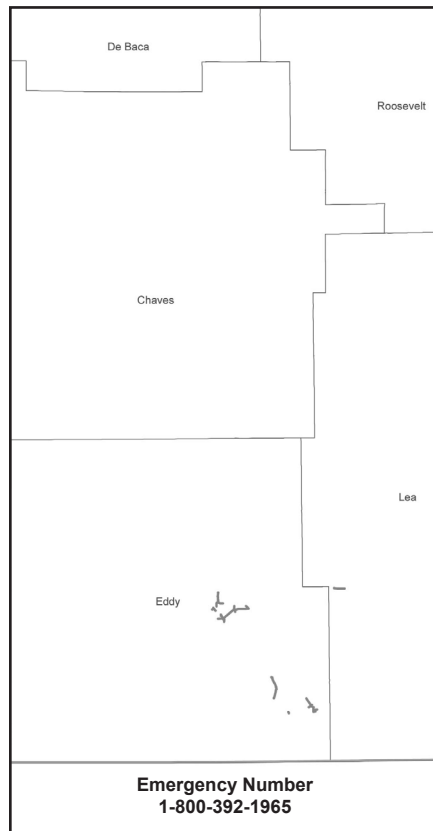 De Baca
Roosevelt
Chaves
Lea
Eddy
Emergency Number
1-800-392-1965